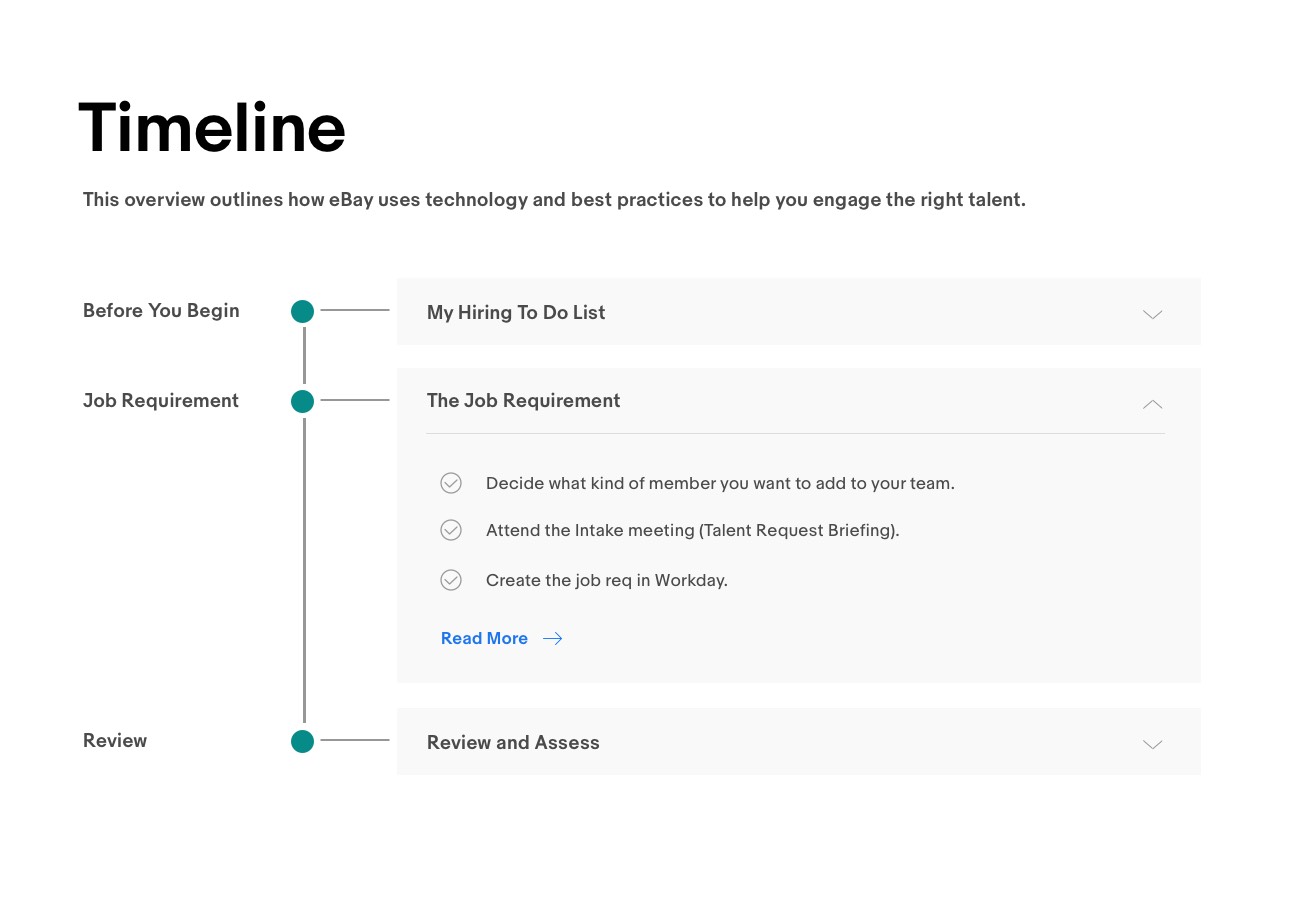 Timeline
This overview outlines how eBay uses technology and best practices to help you engage the right talent.
Before You Begin
My Hiring To Do List
Job Requirement
The Job Requirement
Decide what kind of member you want to add to your team.
Attend the Intake meeting (Talent Request Briefing).
Create the job req in Workday.
Read More
Review
Review and Assess